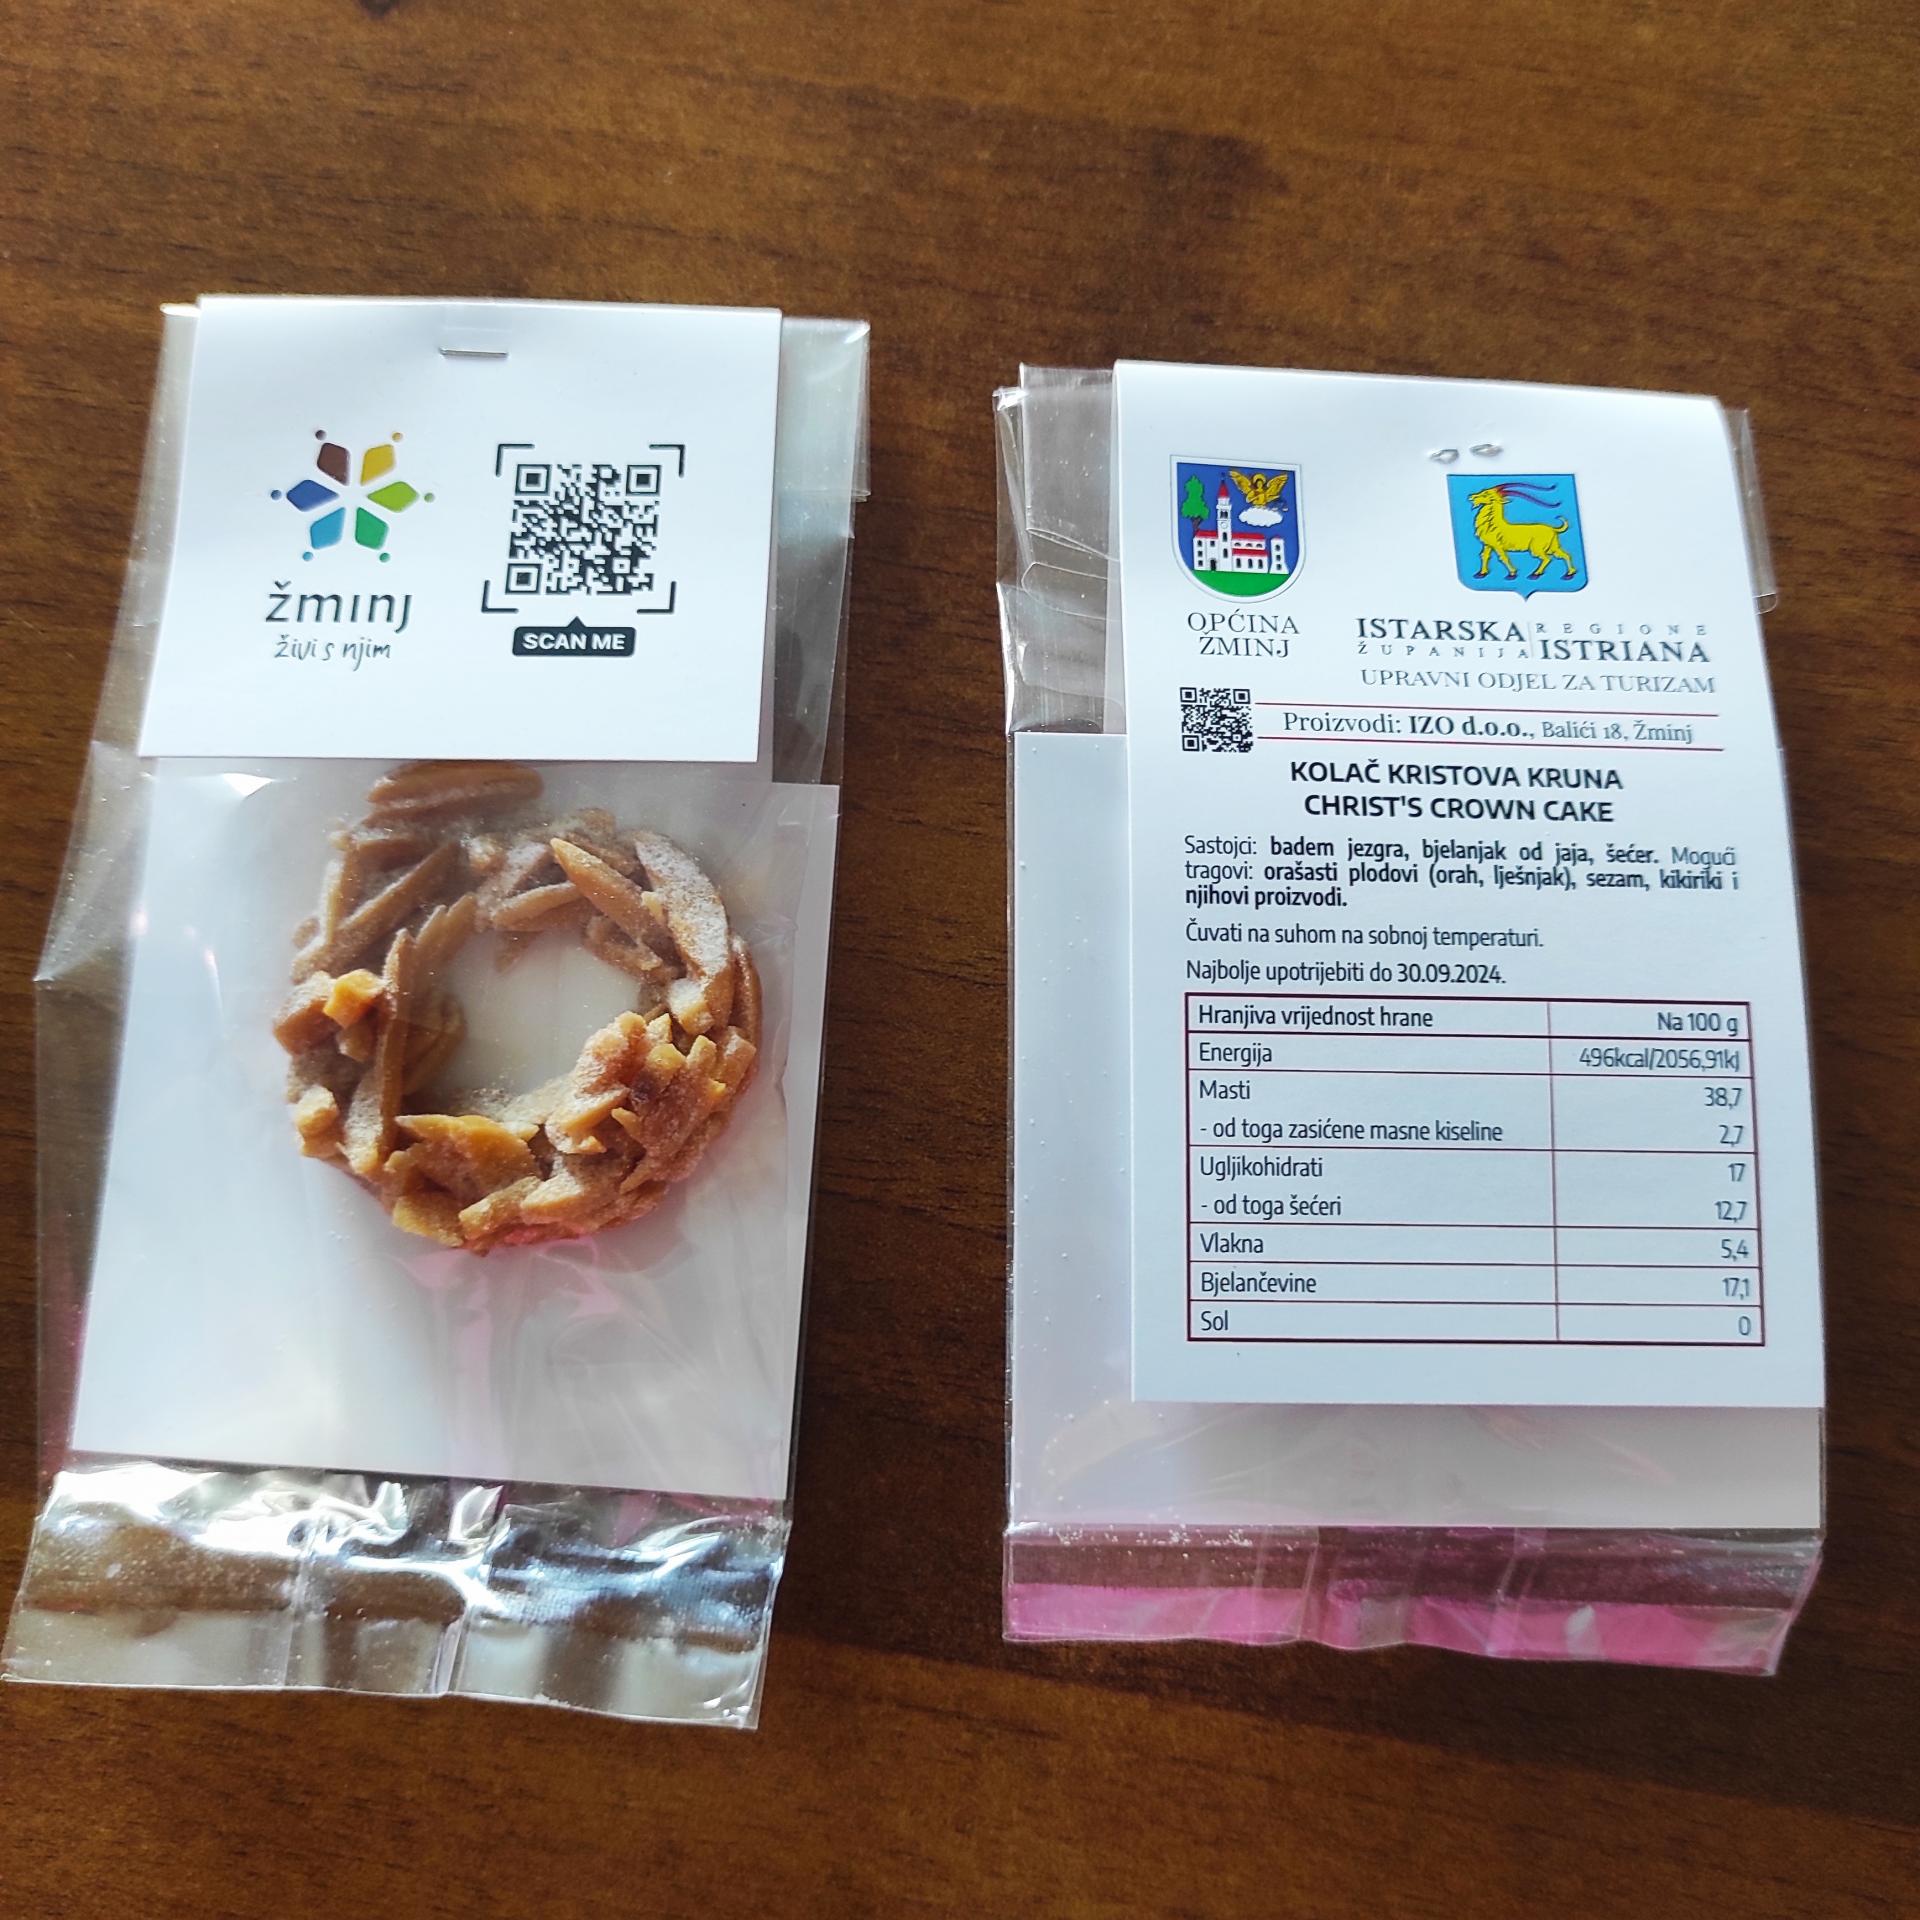 žminj
živi s njim
SCAN ME
OPĆINA
ŽMINJ
ISTARSKA REGIONE
ŽUPANIJA ISTRIANA
UPRAVNI ODJEL ZA TURIZAM
Proizvodi: IZO d.o.o., Balići 18, Žminj
KOLAČ KRISTOVA KRUNA
CHRIST'S CROWN CAKE
Sastojci: badem jezgra, bjelanjak od jaja, šećer. Mogući
tragovi: orašasti plodovi (orah, lješnjak), sezam, kikiriki i
njihovi proizvodi.
Čuvati na suhom na sobnoj temperaturi.
Najbolje upotrijebiti do 30.09.2024.
Hranjiva vrijednost hrane Na 100 g
Energija 496kcal/2056,91kJ
Masti 38,7
- od toga zasićene masne kiseline 2,7
Ugljikohidrati 17
- od toga šećeri 12,7
Vlakna 5,4
Bjelančevine 17,1
Sol 0